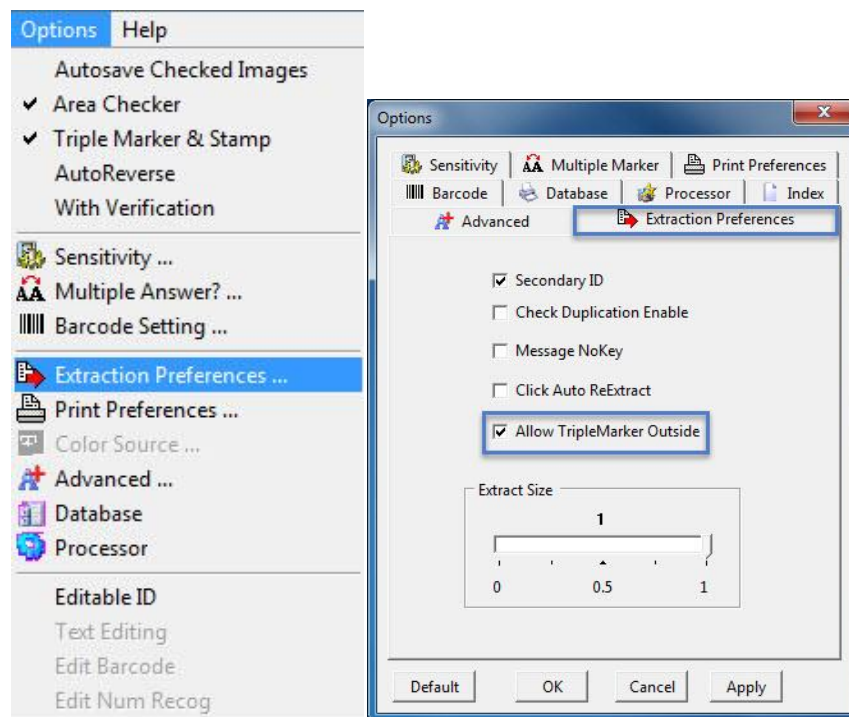 Options Help
Autosave Checked Images
Area Checker
Triple Marker & Stamp
AutoReverse
With Verification
Sensitivity ...
Multiple Answer? ...
Barcode Setting ...
Extraction Preferences ...
Print Preferences ...
Color Source ...
Advanced ...
Database
Processor
Editable ID
Text Editing
Edit Barcode
Edit Num Recog
Options
Sensitivity Multiple Marker Print Preferences
Barcode Database Processor Index
Advanced Extraction Preferences
Secondary ID
Check Duplication Enable
Message NoKey
Click Auto ReExtract
Allow TripleMarker Outside
Extract Size
1
0 0.5 1
Default OK Cancel Apply